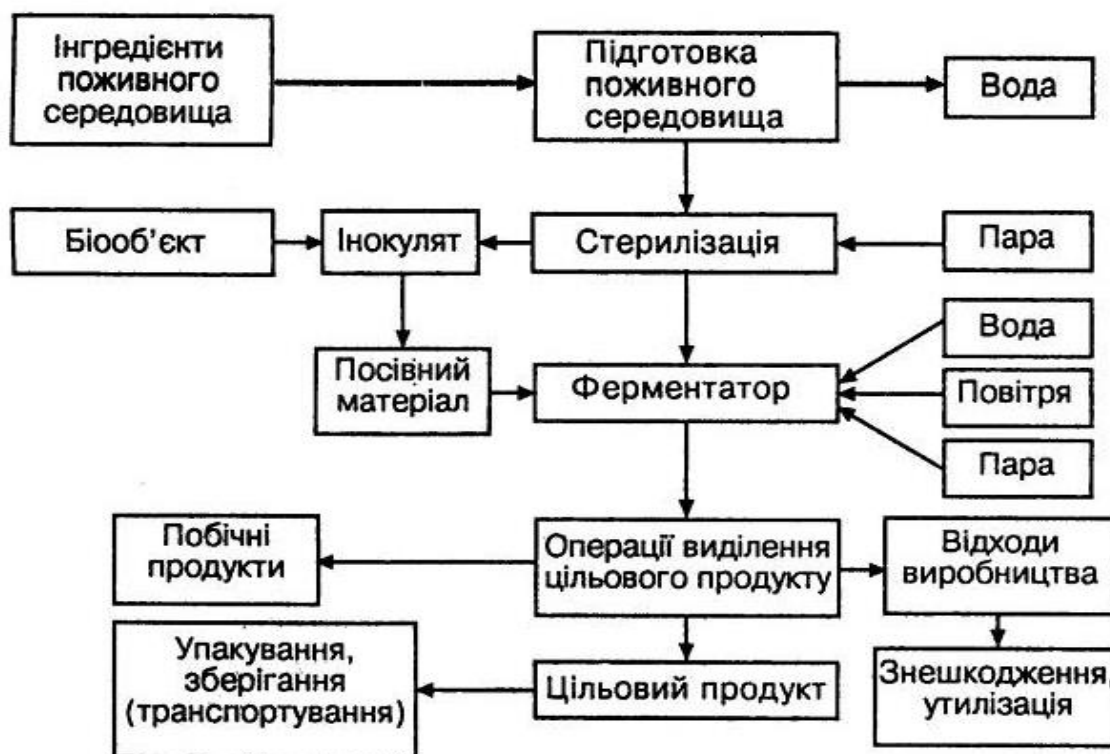 Інгредієнти
поживного
середовища
Підготовка
поживного
середовища
Вода
Біооб’єкт
Інокулят
Стерилізація
Пара
Вода
Посівний
матеріал
Ферментатор
Повітря
Пара
Побічні
продукти
Операції виділення
цільового продукту
Відходи
виробництва
Упакування,
зберігання
(транспортування)
Цільовий продукт
Знешкодження,
утилізація